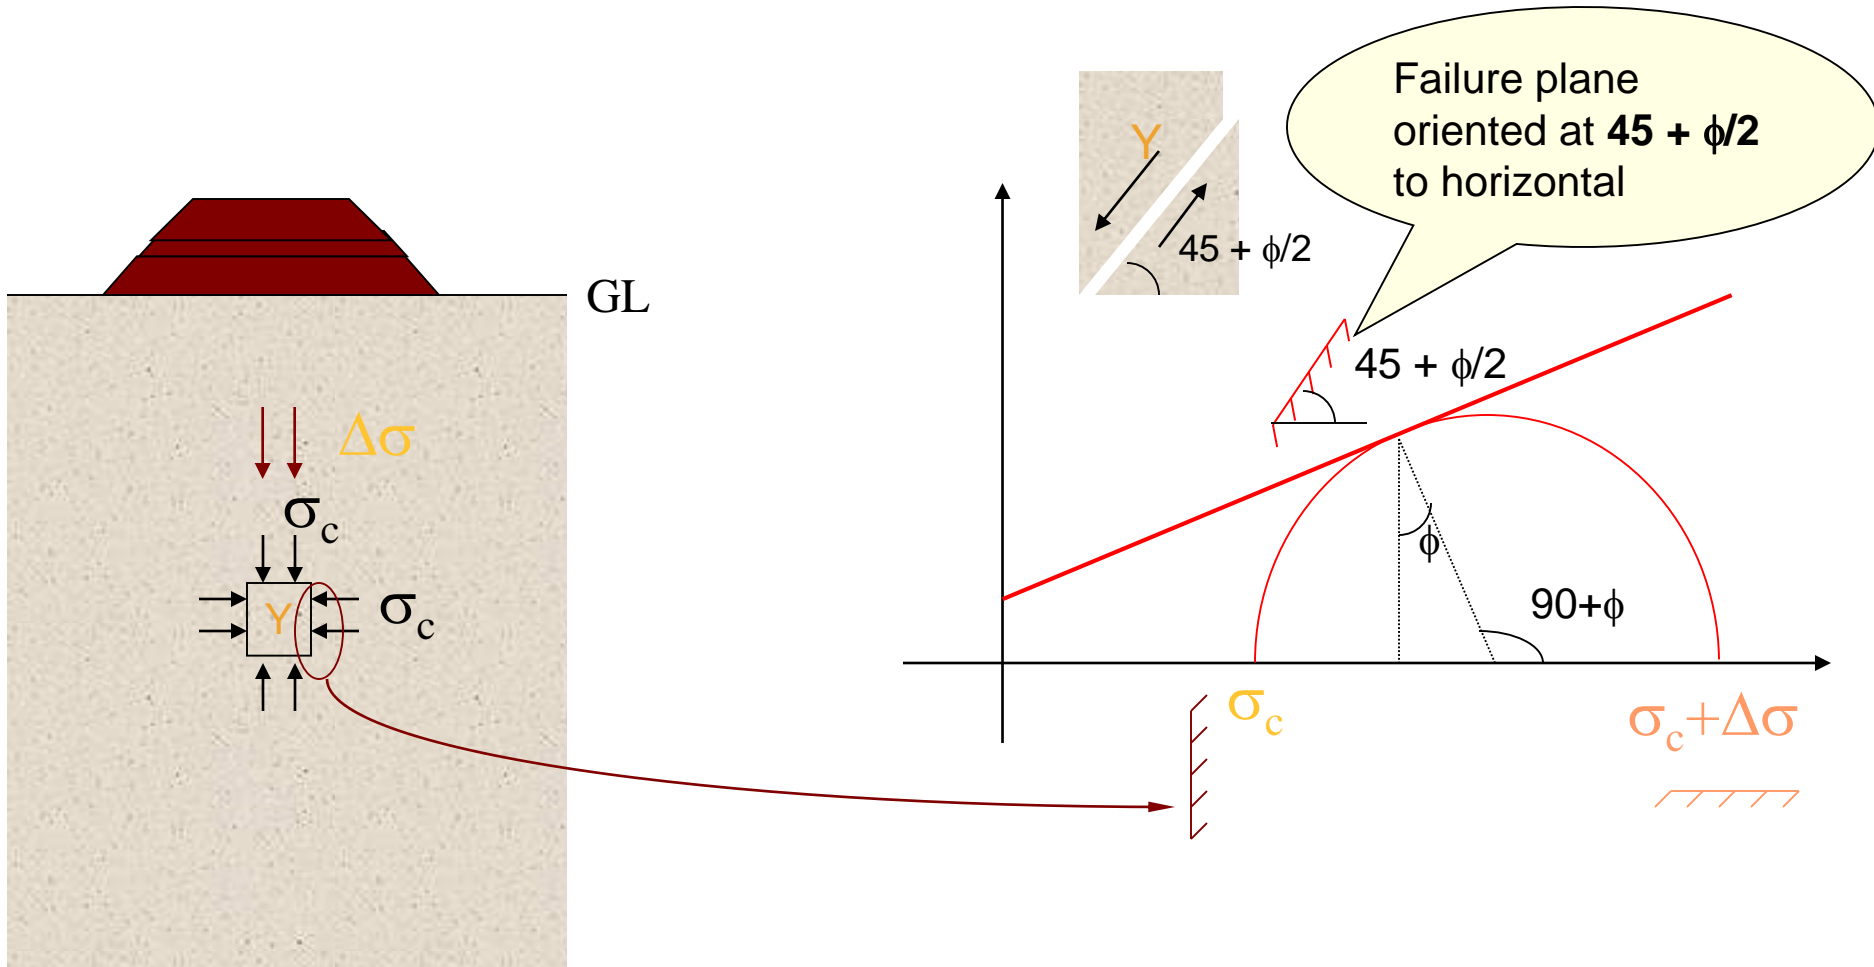 Failure plane
oriented at 45 + ϕ/2
to horizontal
Y
45 + ϕ/2
GL
45 + ϕ/2
Δσ
σc
ϕ
Y
σc
90+ϕ
σc
σc+Δσ